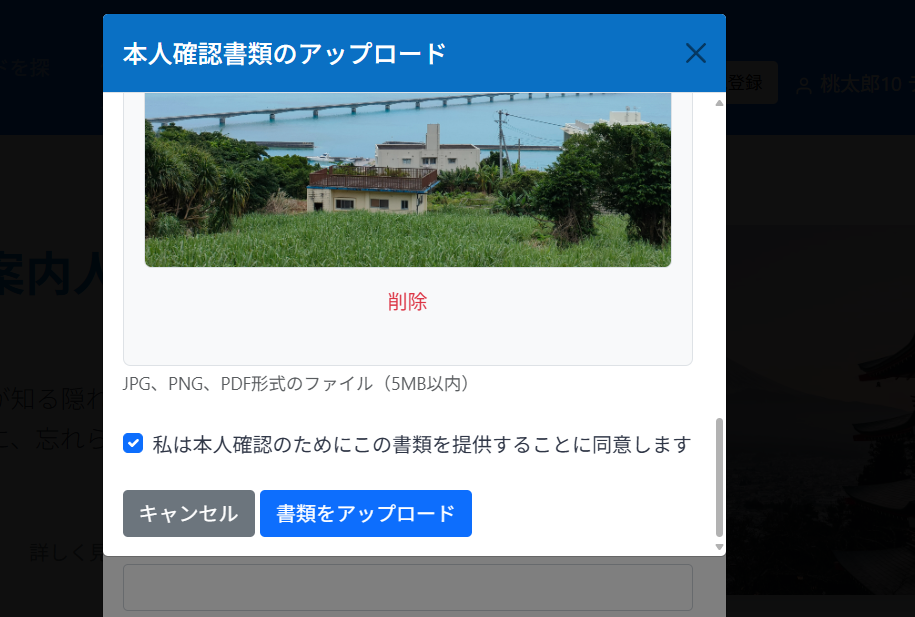 本人確認書類のアップロード
ドを探
登録
桃太郎10
削除
案内人
JPG、PNG、PDF形式のファイル（5MB以内）
が知る隠れ
に、忘れら
私は本人確認のためにこの書類を提供することに同意します
キャンセル
書類をアップロード
詳しく見